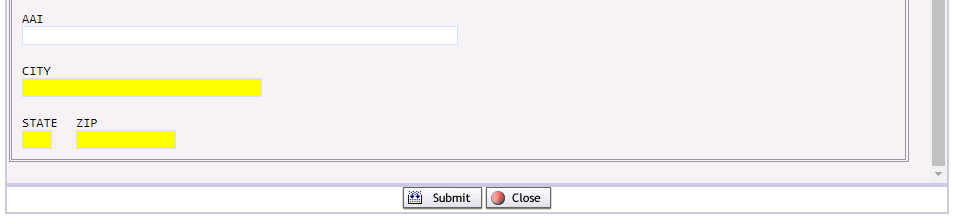 AAI
CITY
STATE ZIP
Submit Close